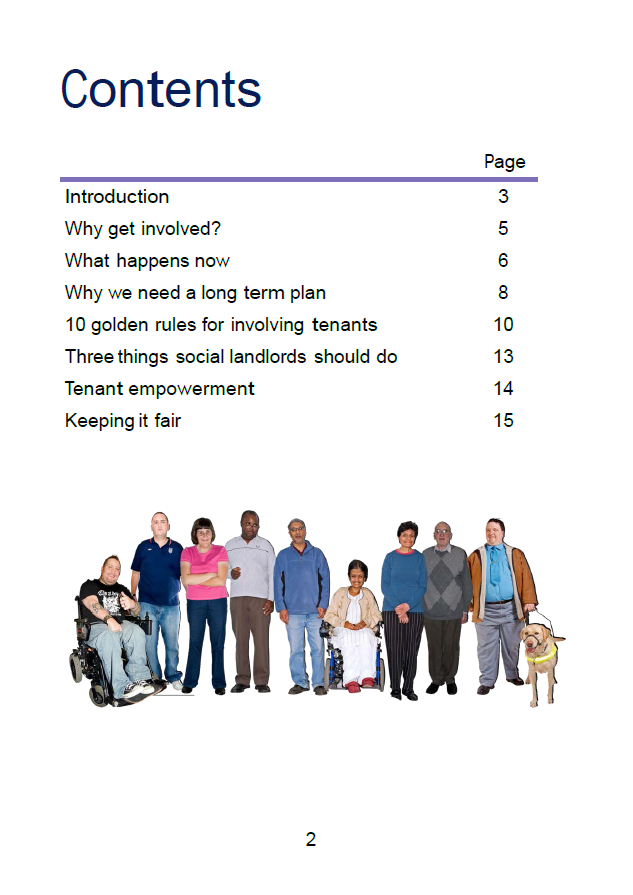 Contents
Page
Introduction 3
Why get involved? 5
What happens now 6
Why we need a long term plan 8
10 golden rules for involving tenants 10
Three things social landlords should do 13
Tenant empowerment 14
Keeping it fair 15
2